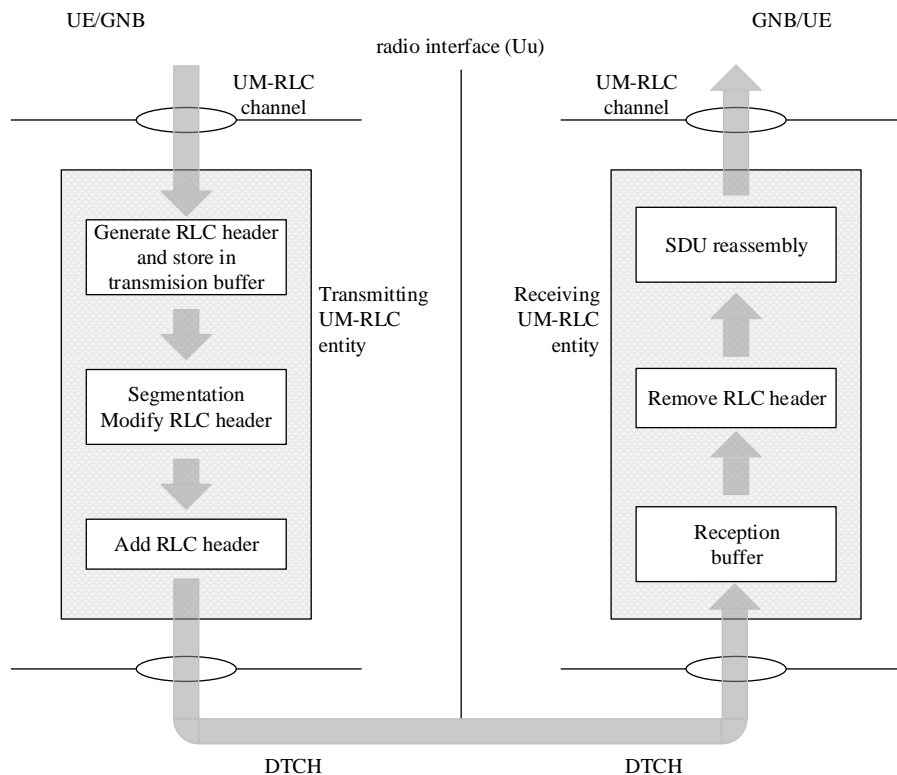 UE/GNB
GNB/UE
radio interface (Uu)
UM-RLC
channel
UM-RLC
channel
Generate RLC header
and store in
transmision buffer
Transmitting
UM-RLC
entity
Segmentation
Modify RLC header
Add RLC header
SDU reassembly
Receiving
UM-RLC
entity
Remove RLC header
Reception
buffer
DTCH
DTCH